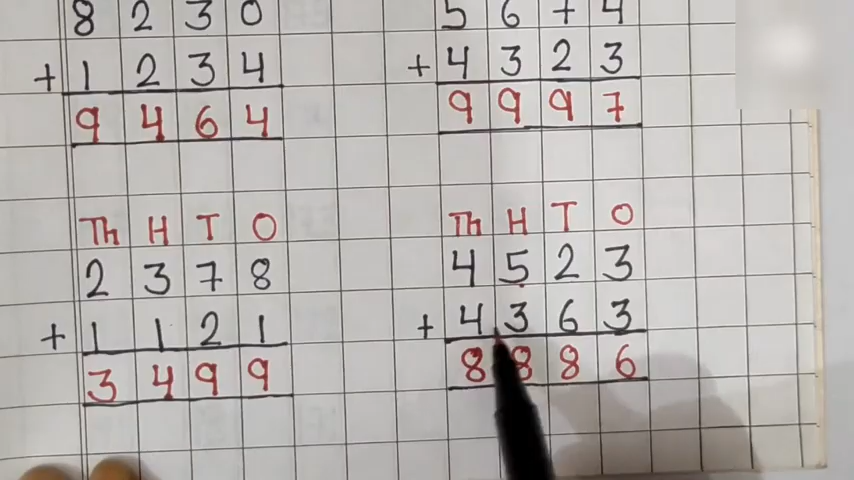 8 2 3 0
+ 1 2 3 4
9 4 6 4
5 6 7 4
+ 4 3 2 3
9 9 9 7
Th H T O
2 3 7 8
+ 1 1 2 1
3 4 9 9
Th H T O
4 5 2 3
+ 4 3 6 3
8 8 8 6